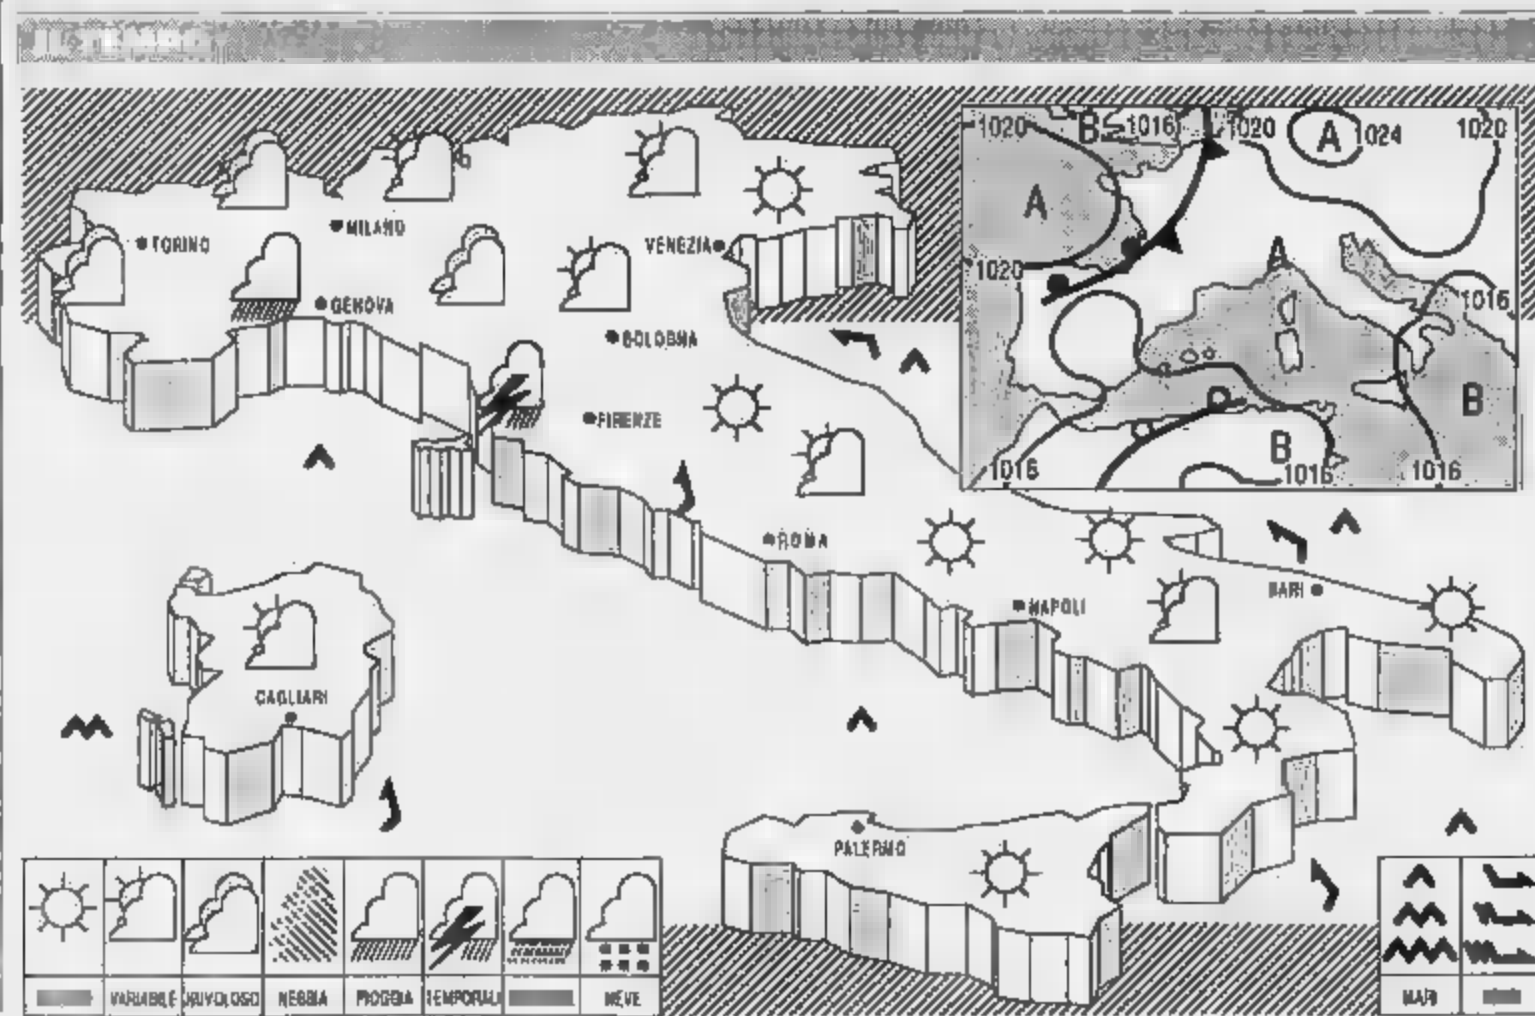 1020
B
1016
1020
A
1024
1020
A
MILANO
TORINO
VENEZIA
A
1020
GENOVA
1016
BOLOGNA
B
FIRENZE
B
1016
1016
1016
ROMA
BARI
NAPOLI
CAGLIARI
PALERMO
VARIABILE
NUVOLOSO
NEBBIA
PIOGGIA
TEMPORALI
NEVE
MARI